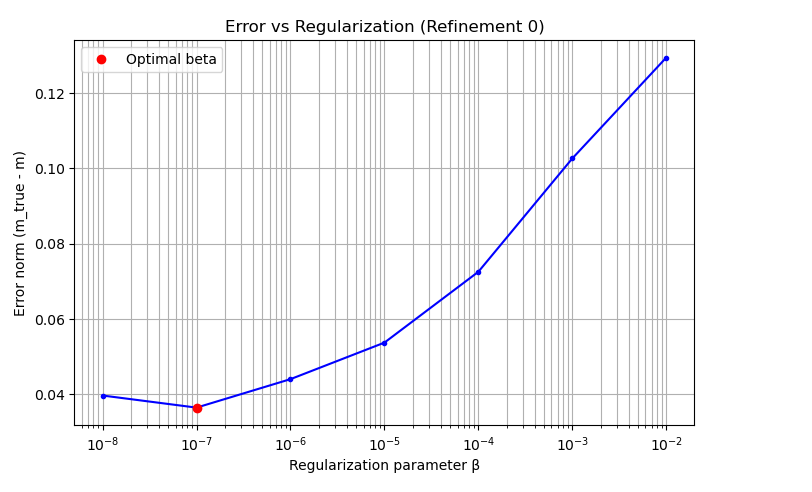 Error vs Regularization (Refinement 0)
Optimal beta
Error norm (m_true - m)
0.12
0.10
0.08
0.06
0.04
10⁻⁸ 10⁻⁷ 10⁻⁶ 10⁻⁵ 10⁻⁴ 10⁻³ 10⁻²
Regularization parameter β